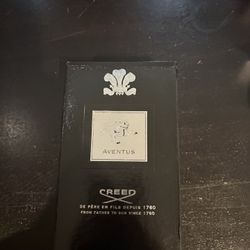 AVENTUS
CREED
DE PÈRE EN FILS DEPUIS 1760
FROM FATHER TO SON SINCE 1760